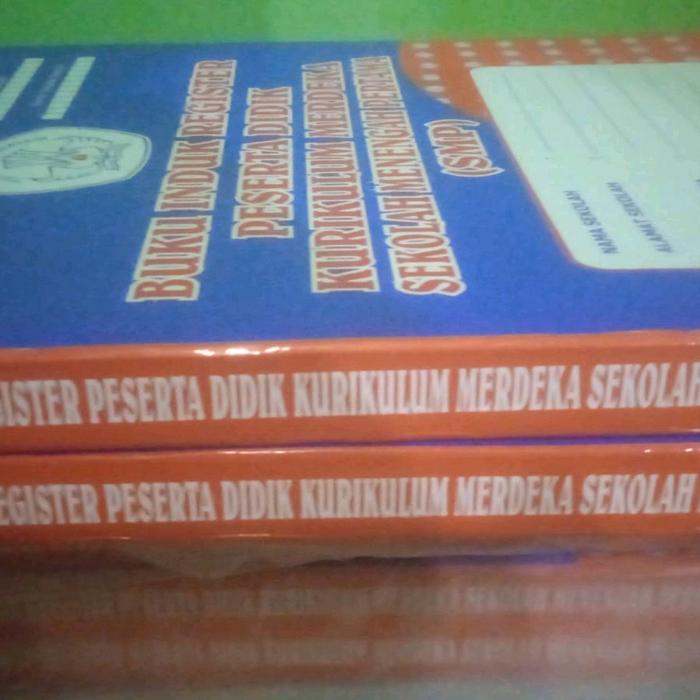 BUKU INDUK REGISTER
PESERTA DIDIK
KURIKULUM MERDEKA
SEKOLAH MENENGAH PERTAMA
(SMP)
NAMA SEKOLAH
ALAMAT SEKOLAH
GISTER PESERTA DIDIK KURIKULUM MERDEKA SEKOLAH
EGISTER PESERTA DIDIK KURIKULUM MERDEKA SEKOLAH